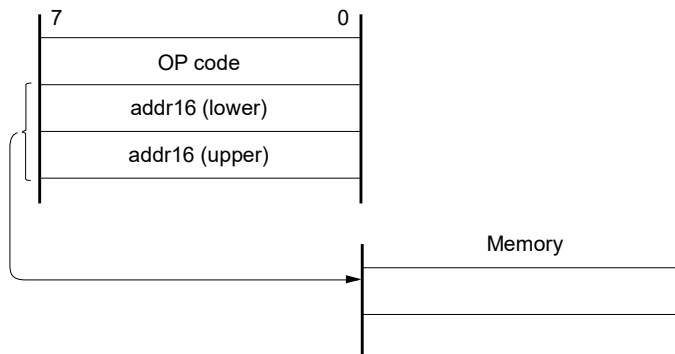 7 0
OP code
addr16 (lower)
addr16 (upper)
Memory